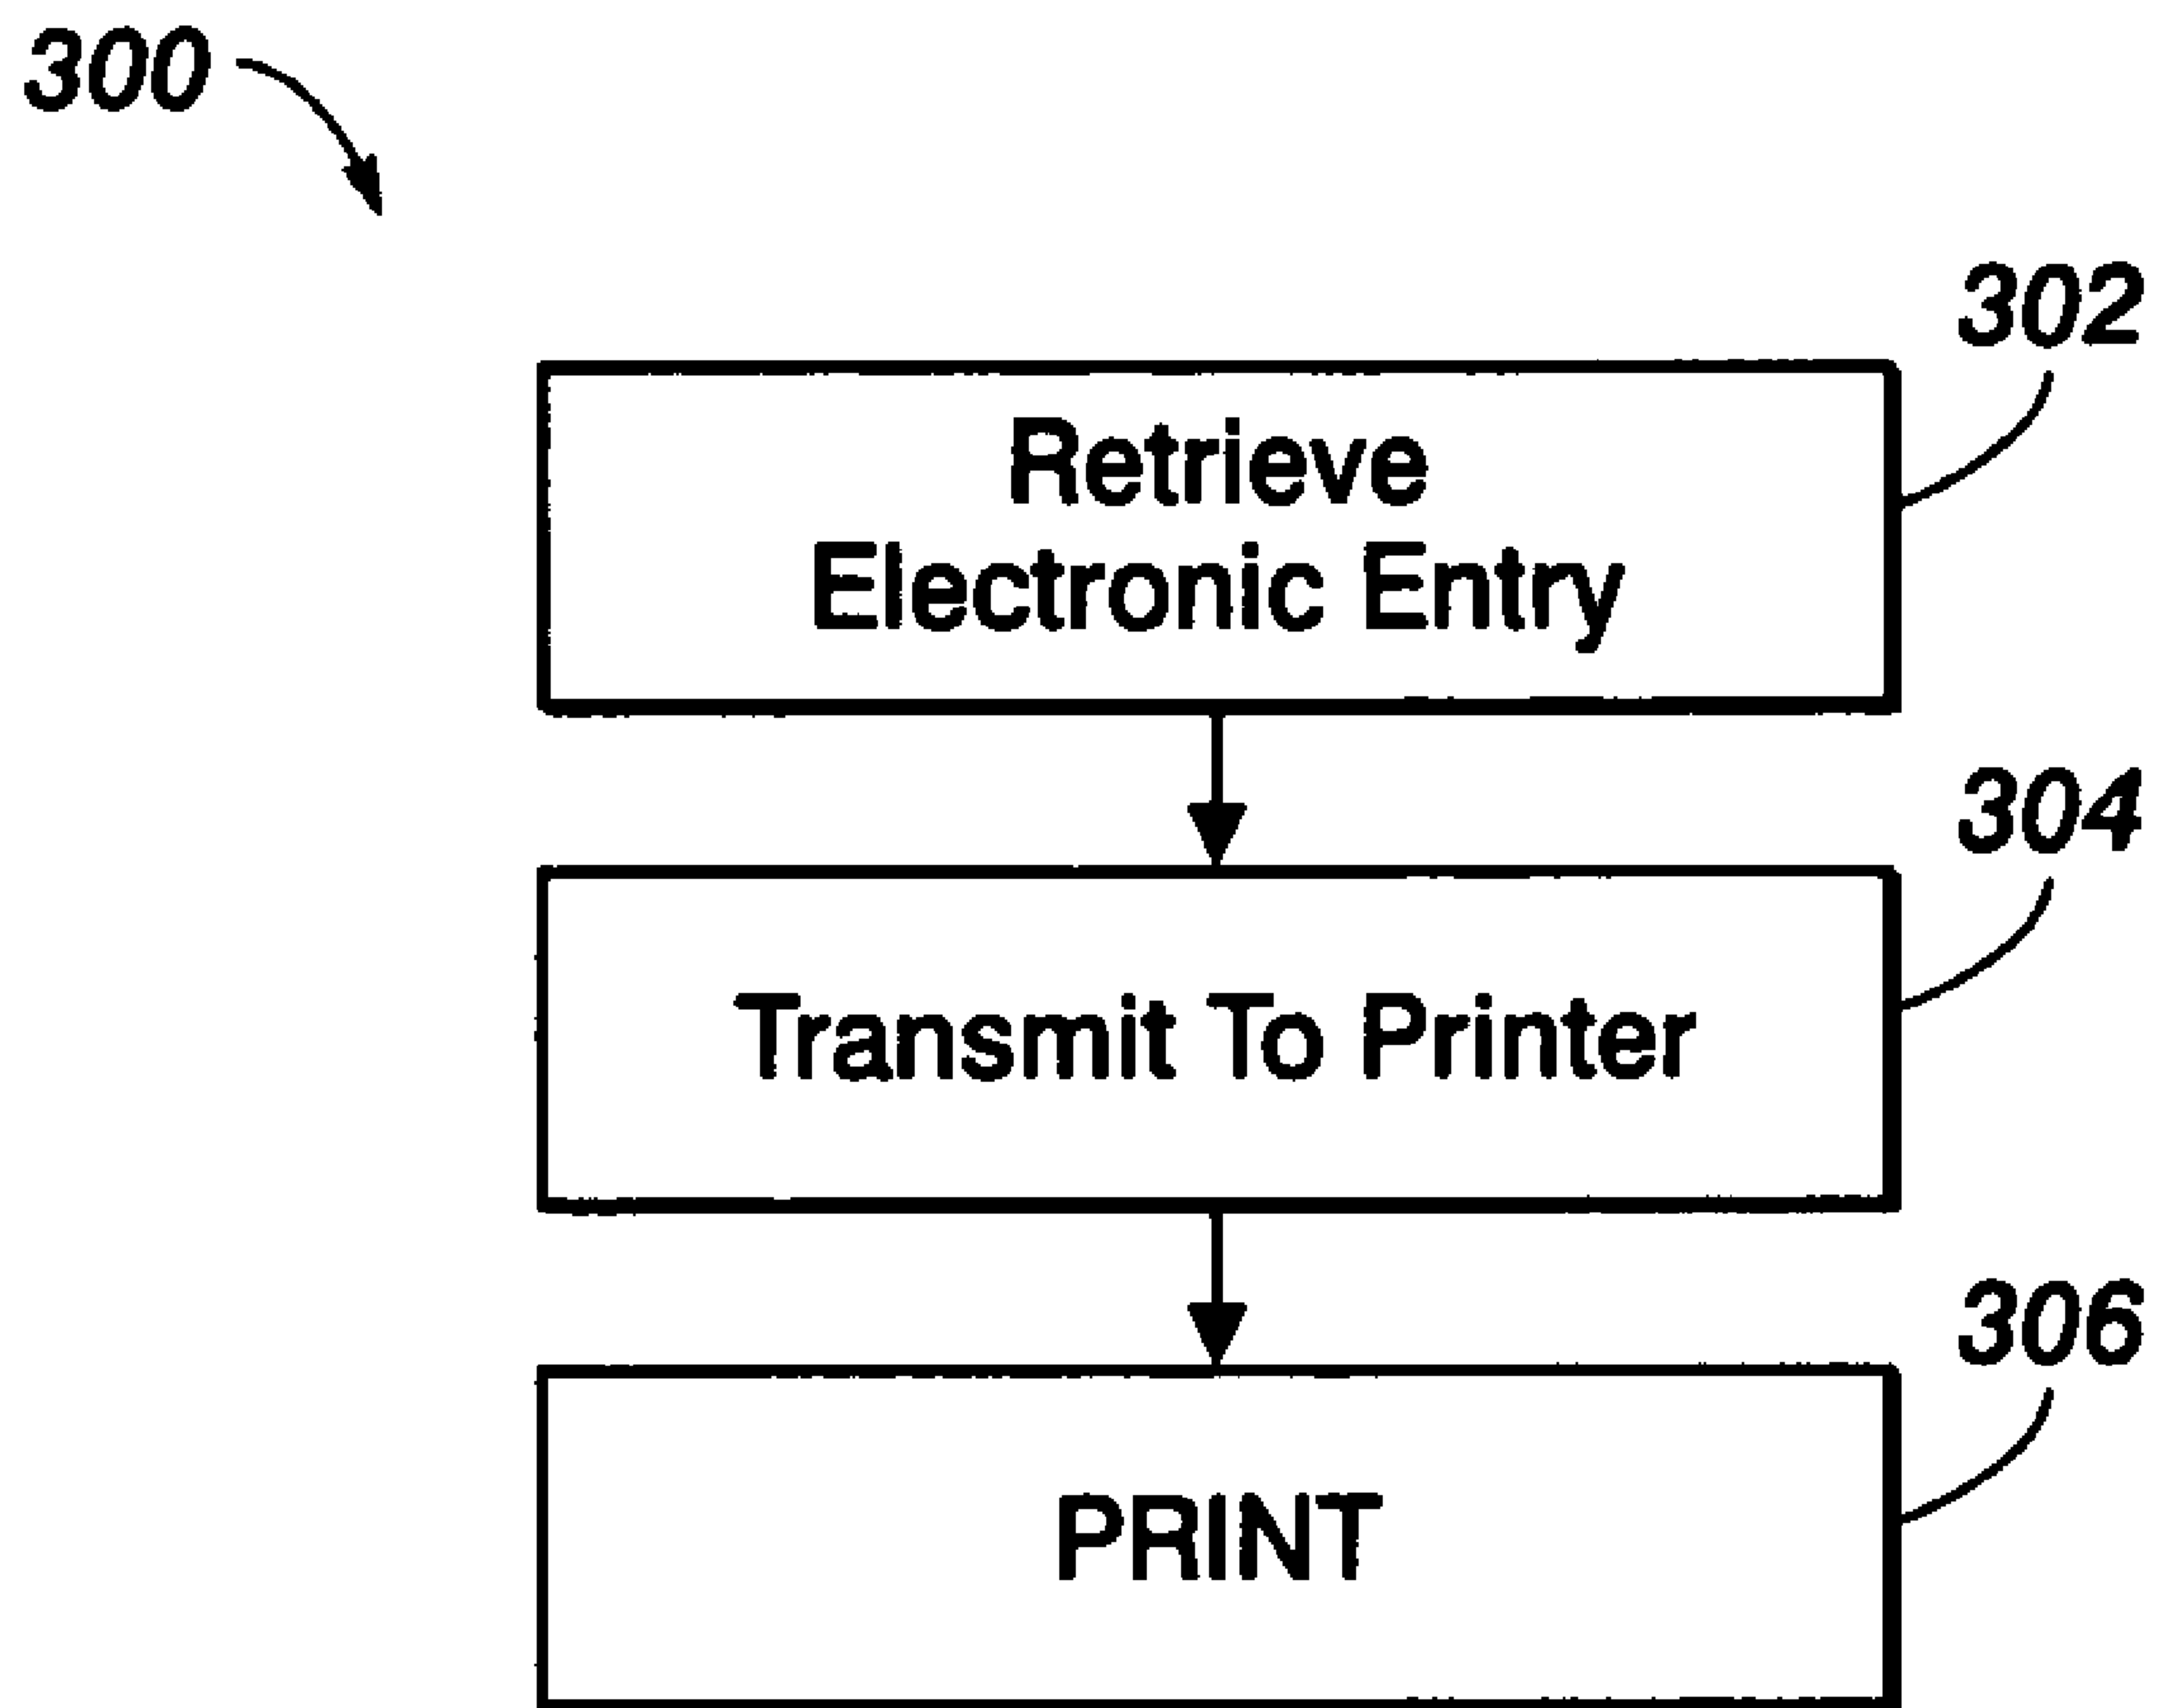 300
302
Retrieve
Electronic Entry
304
Transmit To Printer
306
PRINT